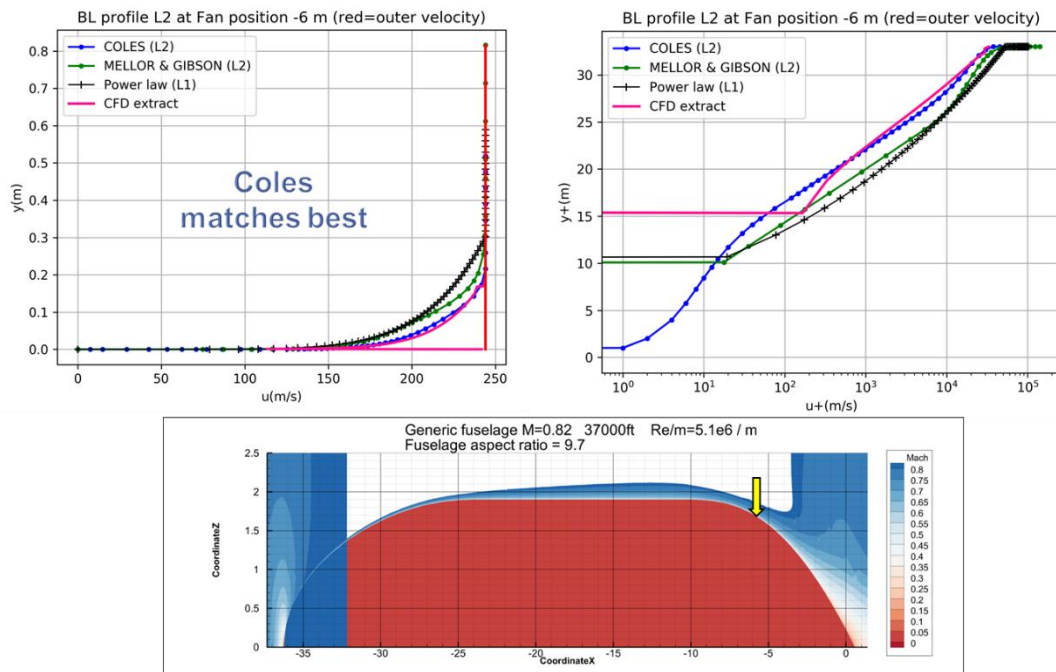 BL profile L2 at Fan position -6 m (red=outer velocity)
COLES (L2)
MELLOR & GIBSON (L2)
Power law (L1)
CFD extract
0.8
0.7
0.6
0.5
0.4
0.3
0.2
0.1
0.0
y(m)
Coles
matches best
0 50 100 150 200 250
u(m/s)
BL profile L2 at Fan position -6 m (red=outer velocity)
COLES (L2)
MELLOR & GIBSON (L2)
Power law (L1)
CFD extract
30
25
20
15
10
5
0
y+(m)
10⁰ 10¹ 10² 10³ 10⁴ 10⁵
u+(m/s)
Generic fuselage M=0.82 37000ft Re/m=5.1e6 / m
Fuselage aspect ratio = 9.7
2.5
2
1.5
1
0.5
0
CoordinateZ
-35 -30 -25 -20 -15 -10 -5 0
CoordinateX
Mach
0.8
0.75
0.7
0.65
0.6
0.55
0.5
0.45
0.4
0.35
0.3
0.25
0.2
0.15
0.1
0.05
0